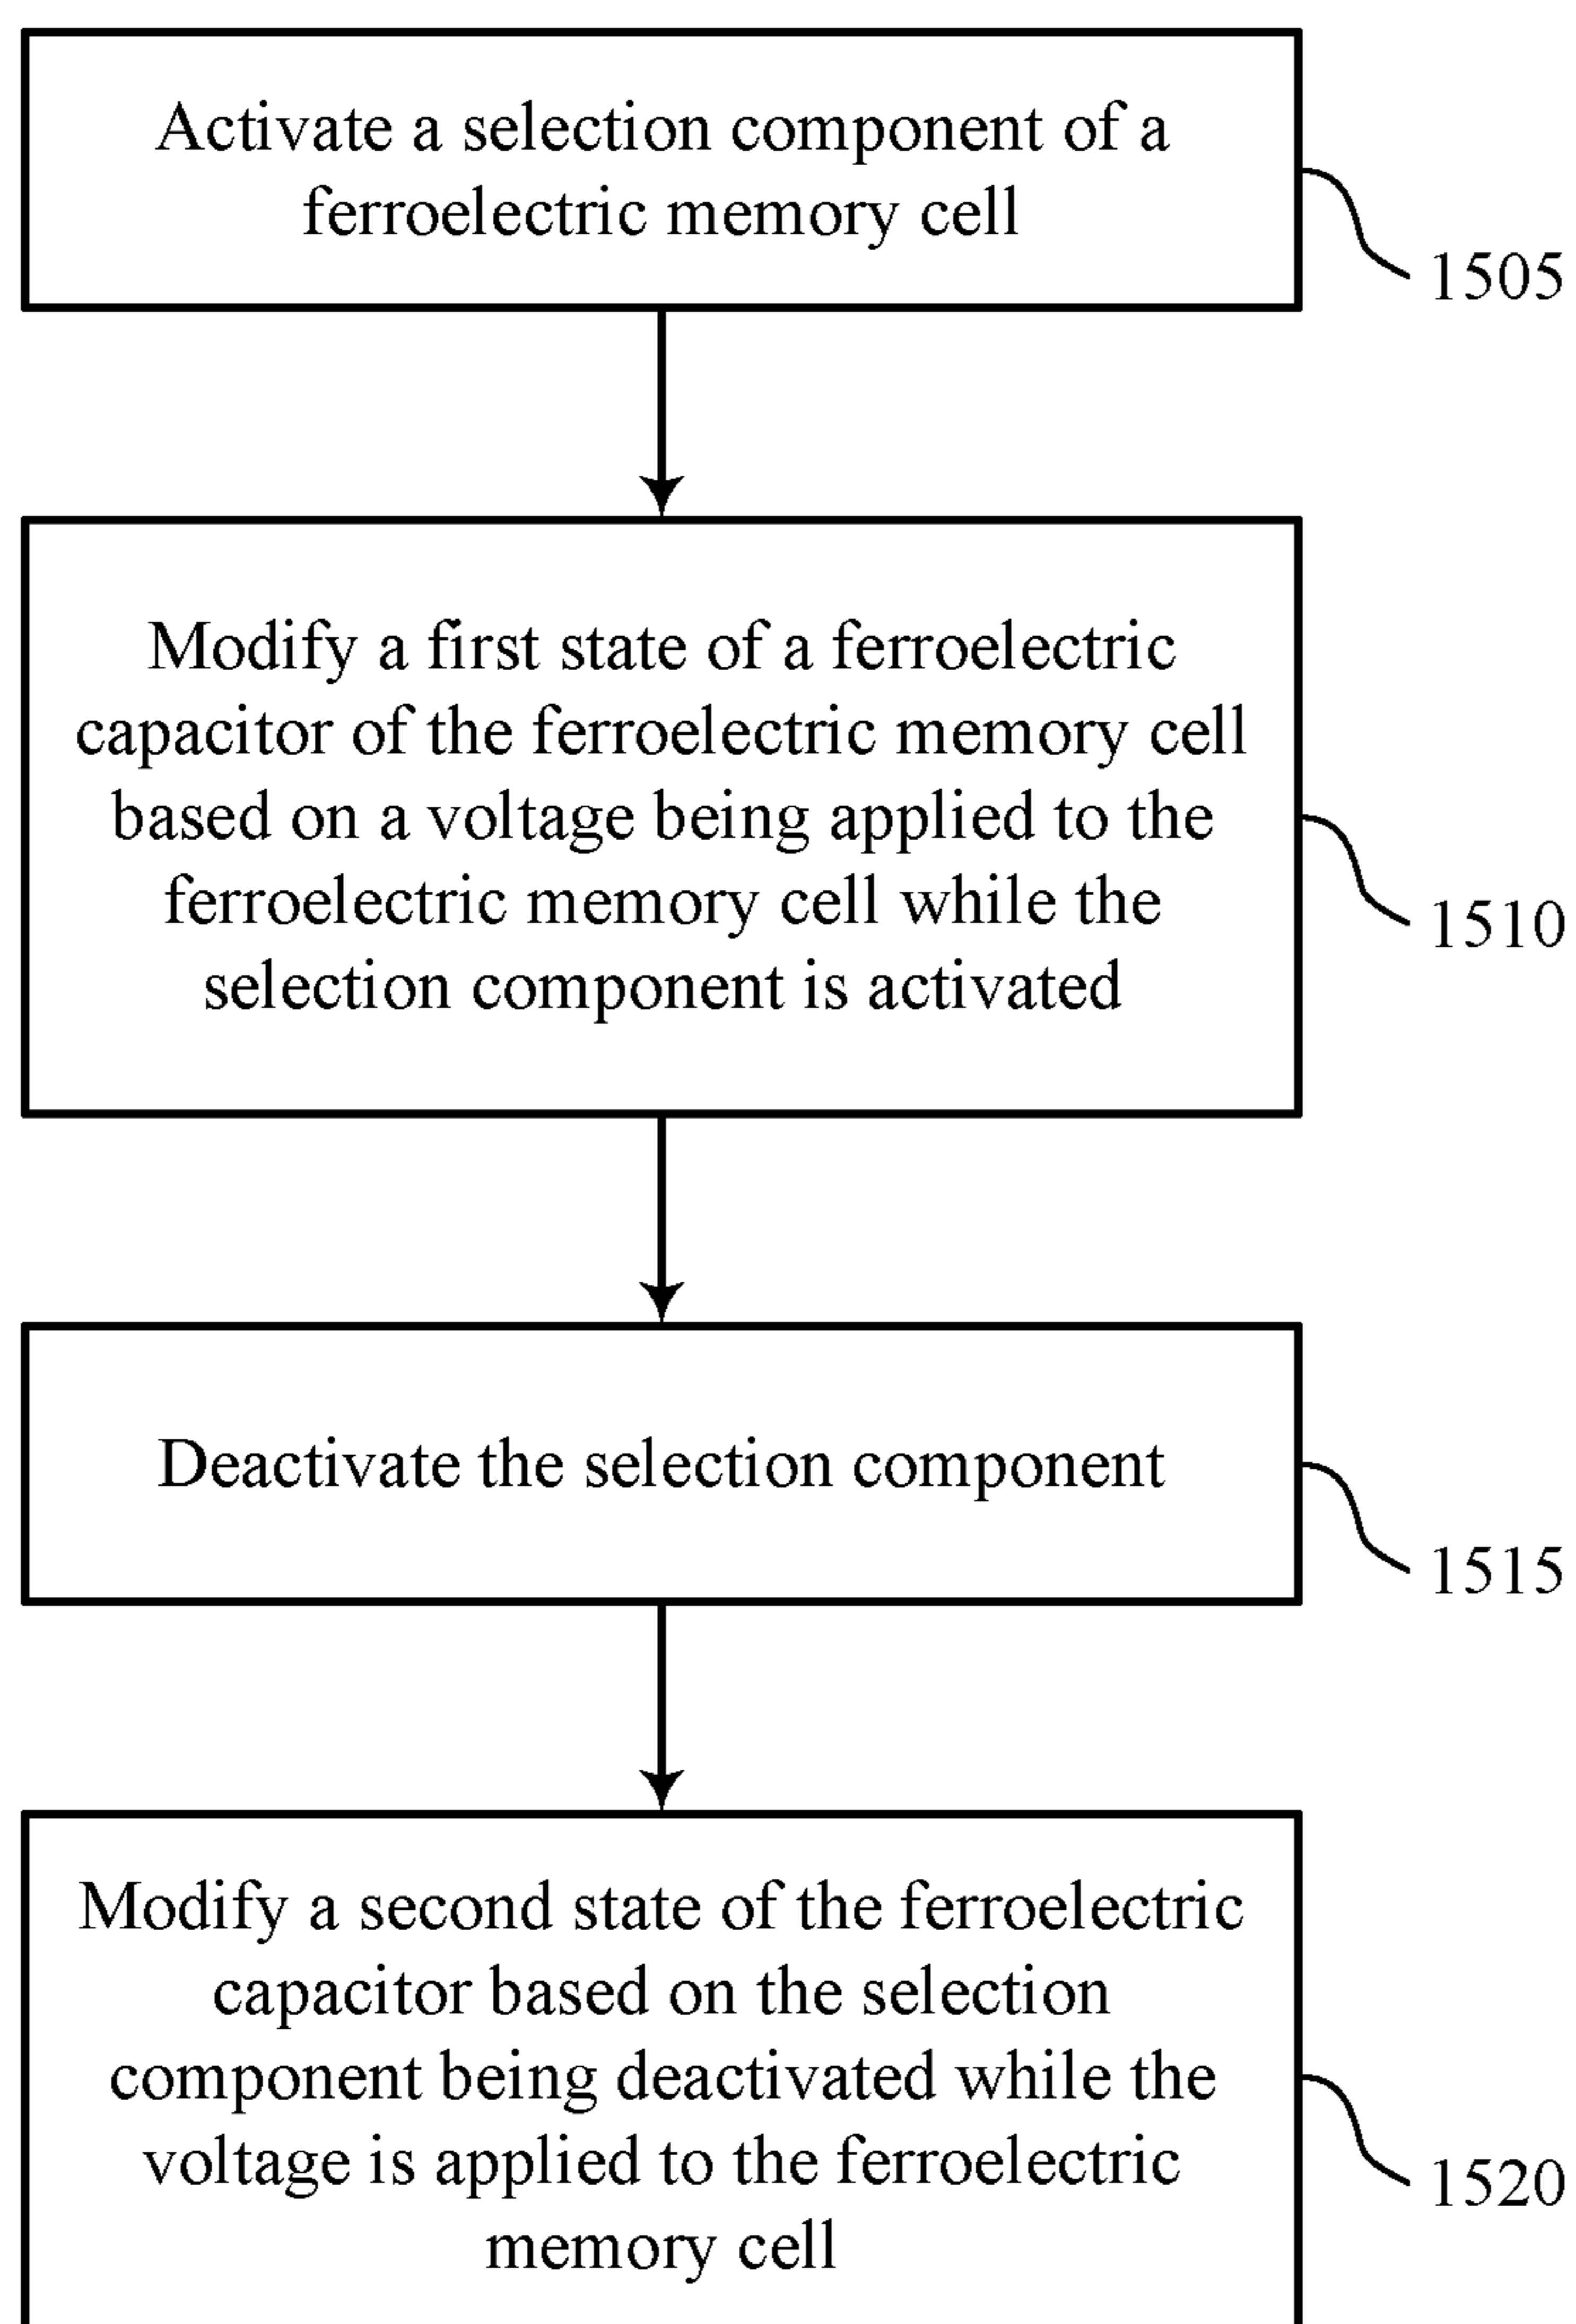 Activate a selection component of a
ferroelectric memory cell
1505
Modify a first state of a ferroelectric
capacitor of the ferroelectric memory cell
based on a voltage being applied to the
ferroelectric memory cell while the
selection component is activated
1510
Deactivate the selection component
1515
Modify a second state of the ferroelectric
capacitor based on the selection
component being deactivated while the
voltage is applied to the ferroelectric
memory cell
1520